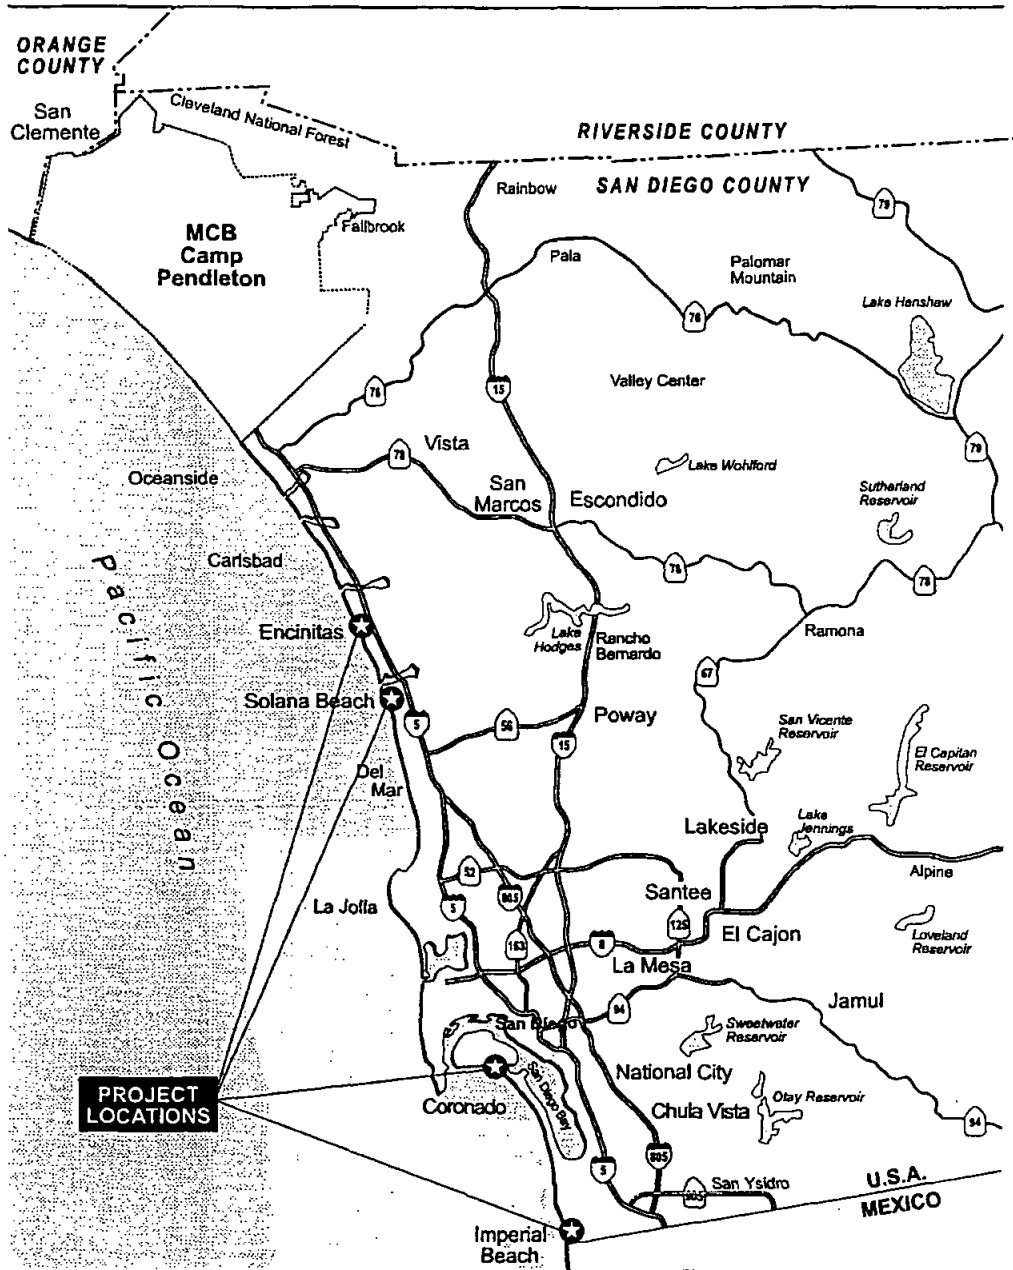 ORANGE
COUNTY
San
Clemente
Cleveland National Forest
RIVERSIDE COUNTY
SAN DIEGO COUNTY
Rainbow
79
Fallbrook
MCB
Camp
Pendleton
Pala
Palomar
Mountain
Lake Henshaw
76
76
15
Valley Center
Vista
78
79
Lake Wohlford
Oceanside
San
Marcos
Escondido
Sutherland
Reservoir
Carlsbad
78
78
Pacific Ocean
Encinitas
Lake
Hodges
Rancho
Bernardo
Ramona
67
Solana Beach
5
56
Poway
15
San Vicente
Reservoir
El Capitan
Reservoir
Del
Mar
Lakeside
Lake
Jennings
52
Alpine
La Jolla
5
805
Santee
125
163
8
El Cajon
Loveland
Reservoir
La Mesa
Jamul
94
San Diego
Sweetwater
Reservoir
National City
San Diego Bay
PROJECT
LOCATIONS
Coronado
Chula Vista
Otay Reservoir
94
5
805
San Ysidro
905
U.S.A.
MEXICO
Imperial
Beach